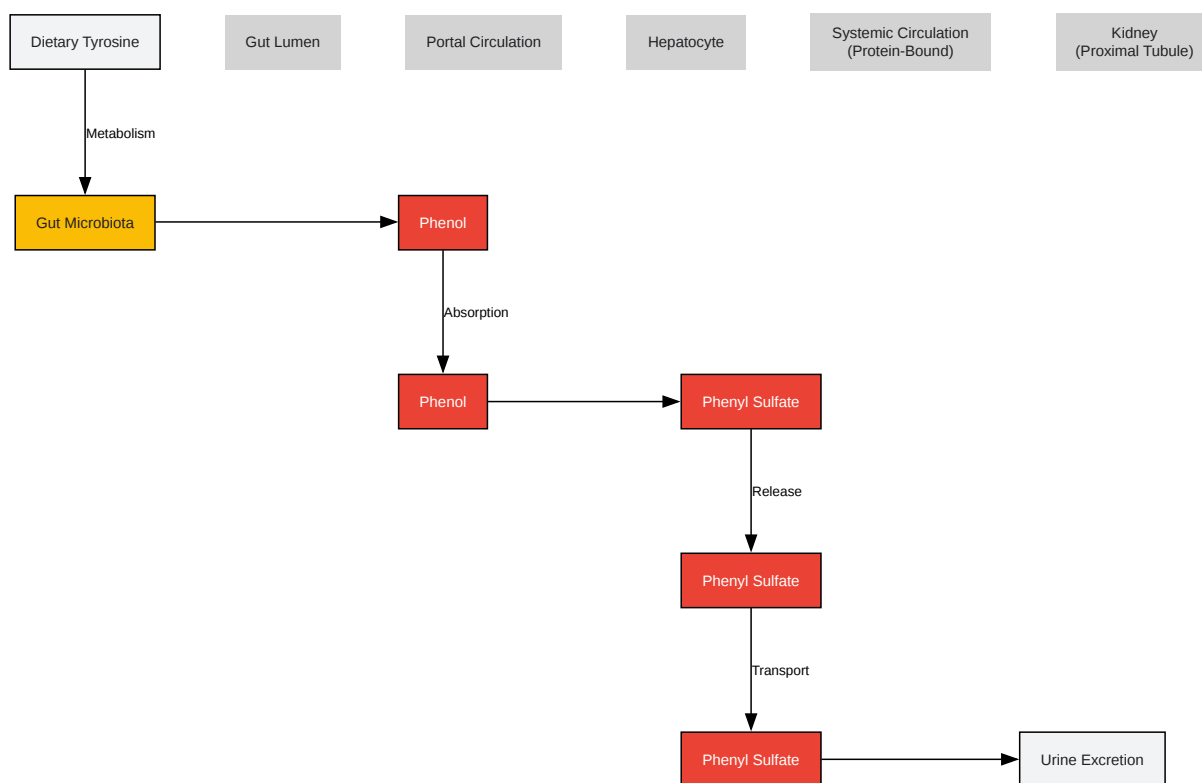 Dietary Tyrosine
Gut Lumen
Portal Circulation
Hepatocyte
Systemic Circulation
(Protein-Bound)
Kidney
(Proximal Tubule)
Metabolism
Gut Microbiota
Phenol
Absorption
Phenol
Phenyl Sulfate
Release
Phenyl Sulfate
Transport
Phenyl Sulfate
Urine Excretion